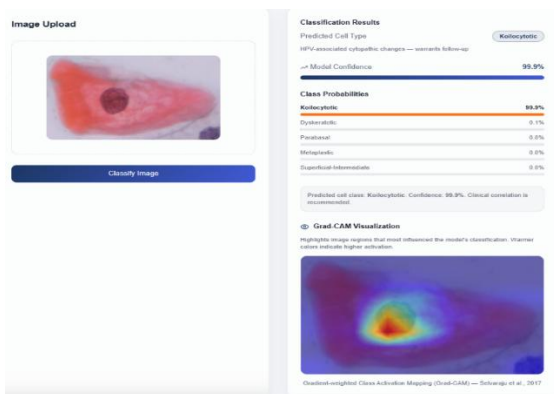 Image Upload
Classify Image
Classification Results
Predicted Cell Type
Koilocytotic
HPV-associated cytopathic changes — warrants follow-up
Model Confidence
99.9%
Class Probabilities
Koilocytotic
99.9%
Dyskeratotic
0.1%
Parabasal
0.0%
Metaplastic
0.0%
Superficial-Intermediate
0.0%
Predicted cell class: Koilocytotic. Confidence: 99.9%. Clinical correlation is
recommended.
Grad-CAM Visualization
Highlights image regions that most influenced the model's classification. Warmer
colors indicate higher activation.
Gradient-weighted Class Activation Mapping (Grad-CAM) — Selvaraju et al., 2017